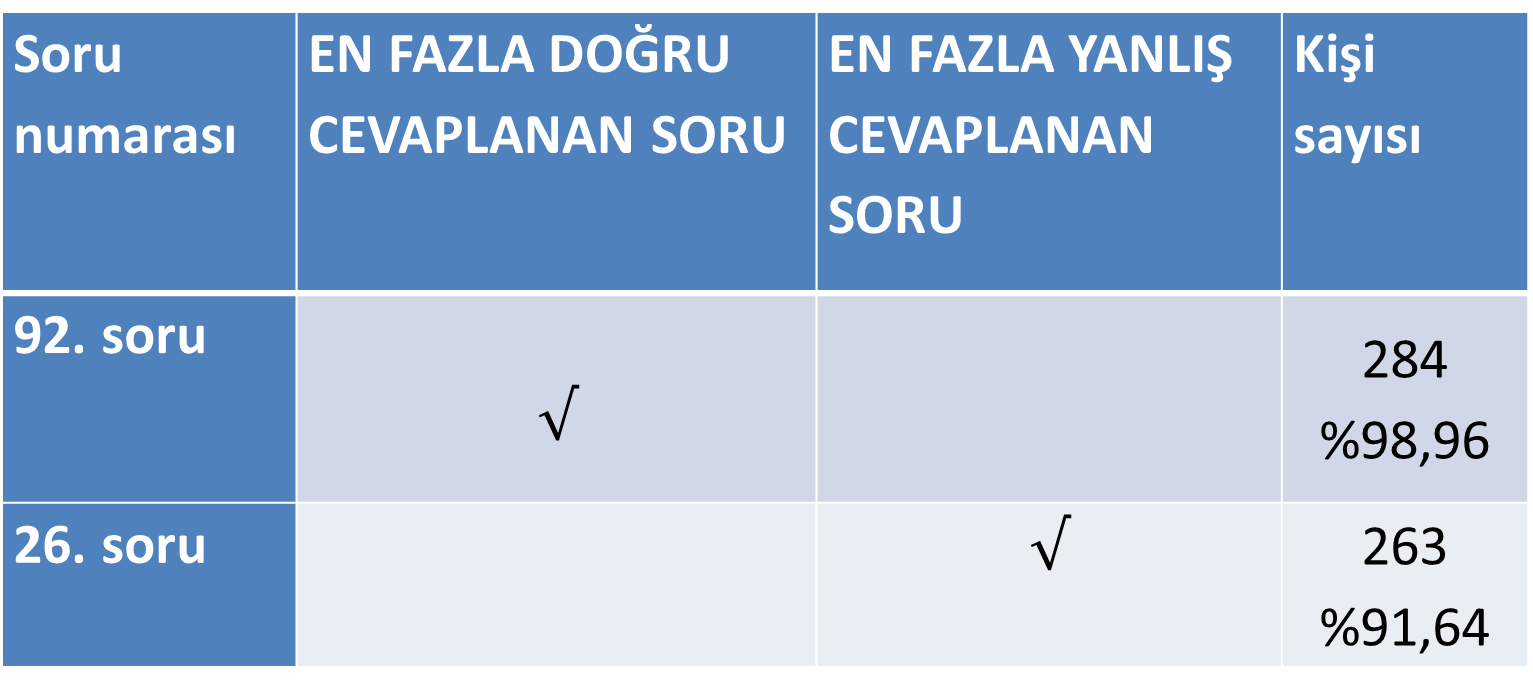 Soru
numarası
EN FAZLA DOĞRU
CEVAPLANAN SORU
EN FAZLA YANLIŞ
CEVAPLANAN
SORU
Kişi
sayısı
92. soru
√
284
%98,96
26. soru
√
263
%91,64